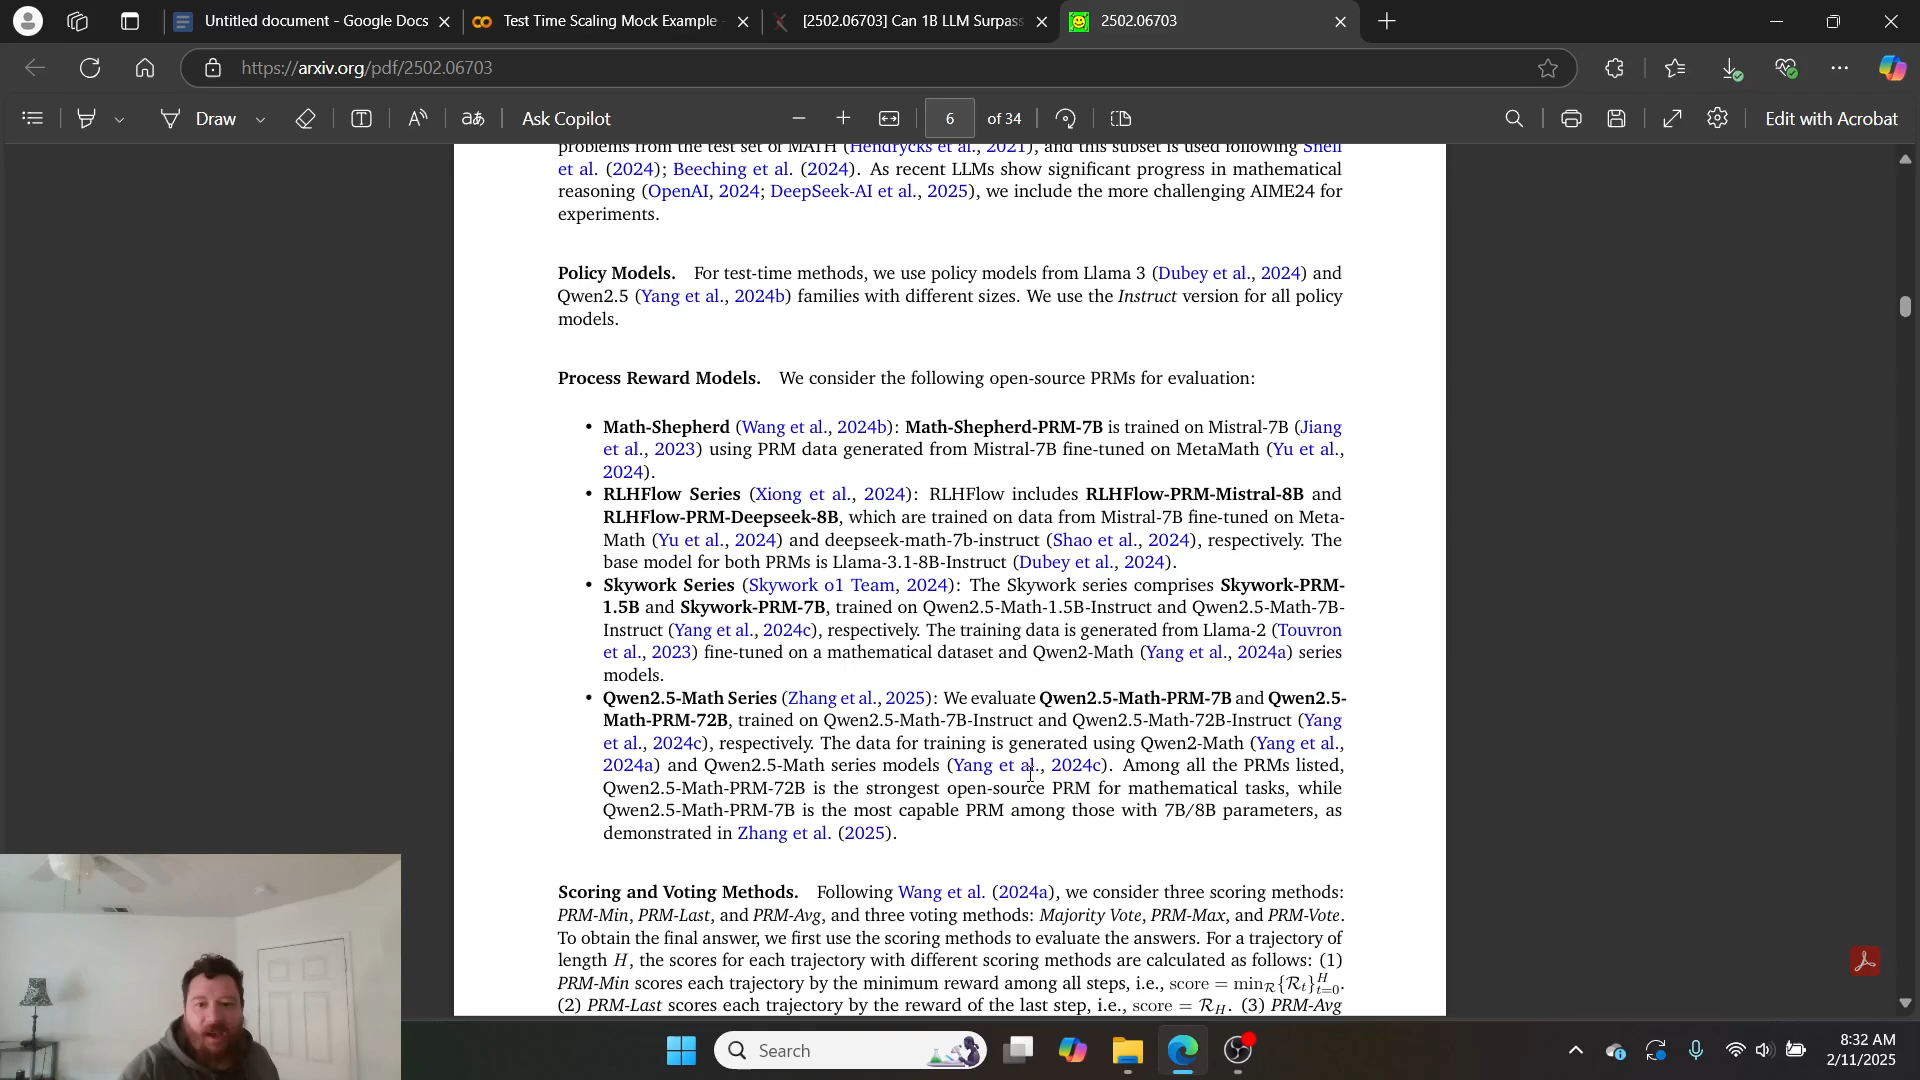 Untitled document - Google Docs
Test Time Scaling Mock Example -
[2502.06703] Can 1B LLM Surpass
2502.06703
https://arxiv.org/pdf/2502.06703
Draw
aあ
Ask Copilot
6
of 34
Edit with Acrobat
problems from the test set of MATH (Hendrycks et al., 2021), and this subset is used following Snell
et al. (2024); Beeching et al. (2024). As recent LLMs show significant progress in mathematical
reasoning (OpenAI, 2024; DeepSeek-AI et al., 2025), we include the more challenging AIME24 for
experiments.
Policy Models. For test-time methods, we use policy models from Llama 3 (Dubey et al., 2024) and
Qwen2.5 (Yang et al., 2024b) families with different sizes. We use the Instruct version for all policy
models.
Process Reward Models. We consider the following open-source PRMs for evaluation:
• Math-Shepherd (Wang et al., 2024b): Math-Shepherd-PRM-7B is trained on Mistral-7B (Jiang
et al., 2023) using PRM data generated from Mistral-7B fine-tuned on MetaMath (Yu et al.,
2024).
• RLHFlow Series (Xiong et al., 2024): RLHFlow includes RLHFlow-PRM-Mistral-8B and
RLHFlow-PRM-Deepseek-8B, which are trained on data from Mistral-7B fine-tuned on Meta-
Math (Yu et al., 2024) and deepseek-math-7b-instruct (Shao et al., 2024), respectively. The
base model for both PRMs is Llama-3.1-8B-Instruct (Dubey et al., 2024).
• Skywork Series (Skywork o1 Team, 2024): The Skywork series comprises Skywork-PRM-
1.5B and Skywork-PRM-7B, trained on Qwen2.5-Math-1.5B-Instruct and Qwen2.5-Math-7B-
Instruct (Yang et al., 2024c), respectively. The training data is generated from Llama-2 (Touvron
et al., 2023) fine-tuned on a mathematical dataset and Qwen2-Math (Yang et al., 2024a) series
models.
• Qwen2.5-Math Series (Zhang et al., 2025): We evaluate Qwen2.5-Math-PRM-7B and Qwen2.5-
Math-PRM-72B, trained on Qwen2.5-Math-7B-Instruct and Qwen2.5-Math-72B-Instruct (Yang
et al., 2024c), respectively. The data for training is generated using Qwen2-Math (Yang et al.,
2024a) and Qwen2.5-Math series models (Yang et al., 2024c). Among all the PRMs listed,
Qwen2.5-Math-PRM-72B is the strongest open-source PRM for mathematical tasks, while
Qwen2.5-Math-PRM-7B is the most capable PRM among those with 7B/8B parameters, as
demonstrated in Zhang et al. (2025).
Scoring and Voting Methods. Following Wang et al. (2024a), we consider three scoring methods:
PRM-Min, PRM-Last, and PRM-Avg, and three voting methods: Majority Vote, PRM-Max, and PRM-Vote.
To obtain the final answer, we first use the scoring methods to evaluate the answers. For a trajectory of
length H, the scores for each trajectory with different scoring methods are calculated as follows: (1)
PRM-Min scores each trajectory by the minimum reward among all steps, i.e., score = min_ℛ{ℛ_t}_{t=0}^H.
(2) PRM-Last scores each trajectory by the reward of the last step, i.e., score = ℛ_H. (3) PRM-Avg
Search
8:32 AM
2/11/2025